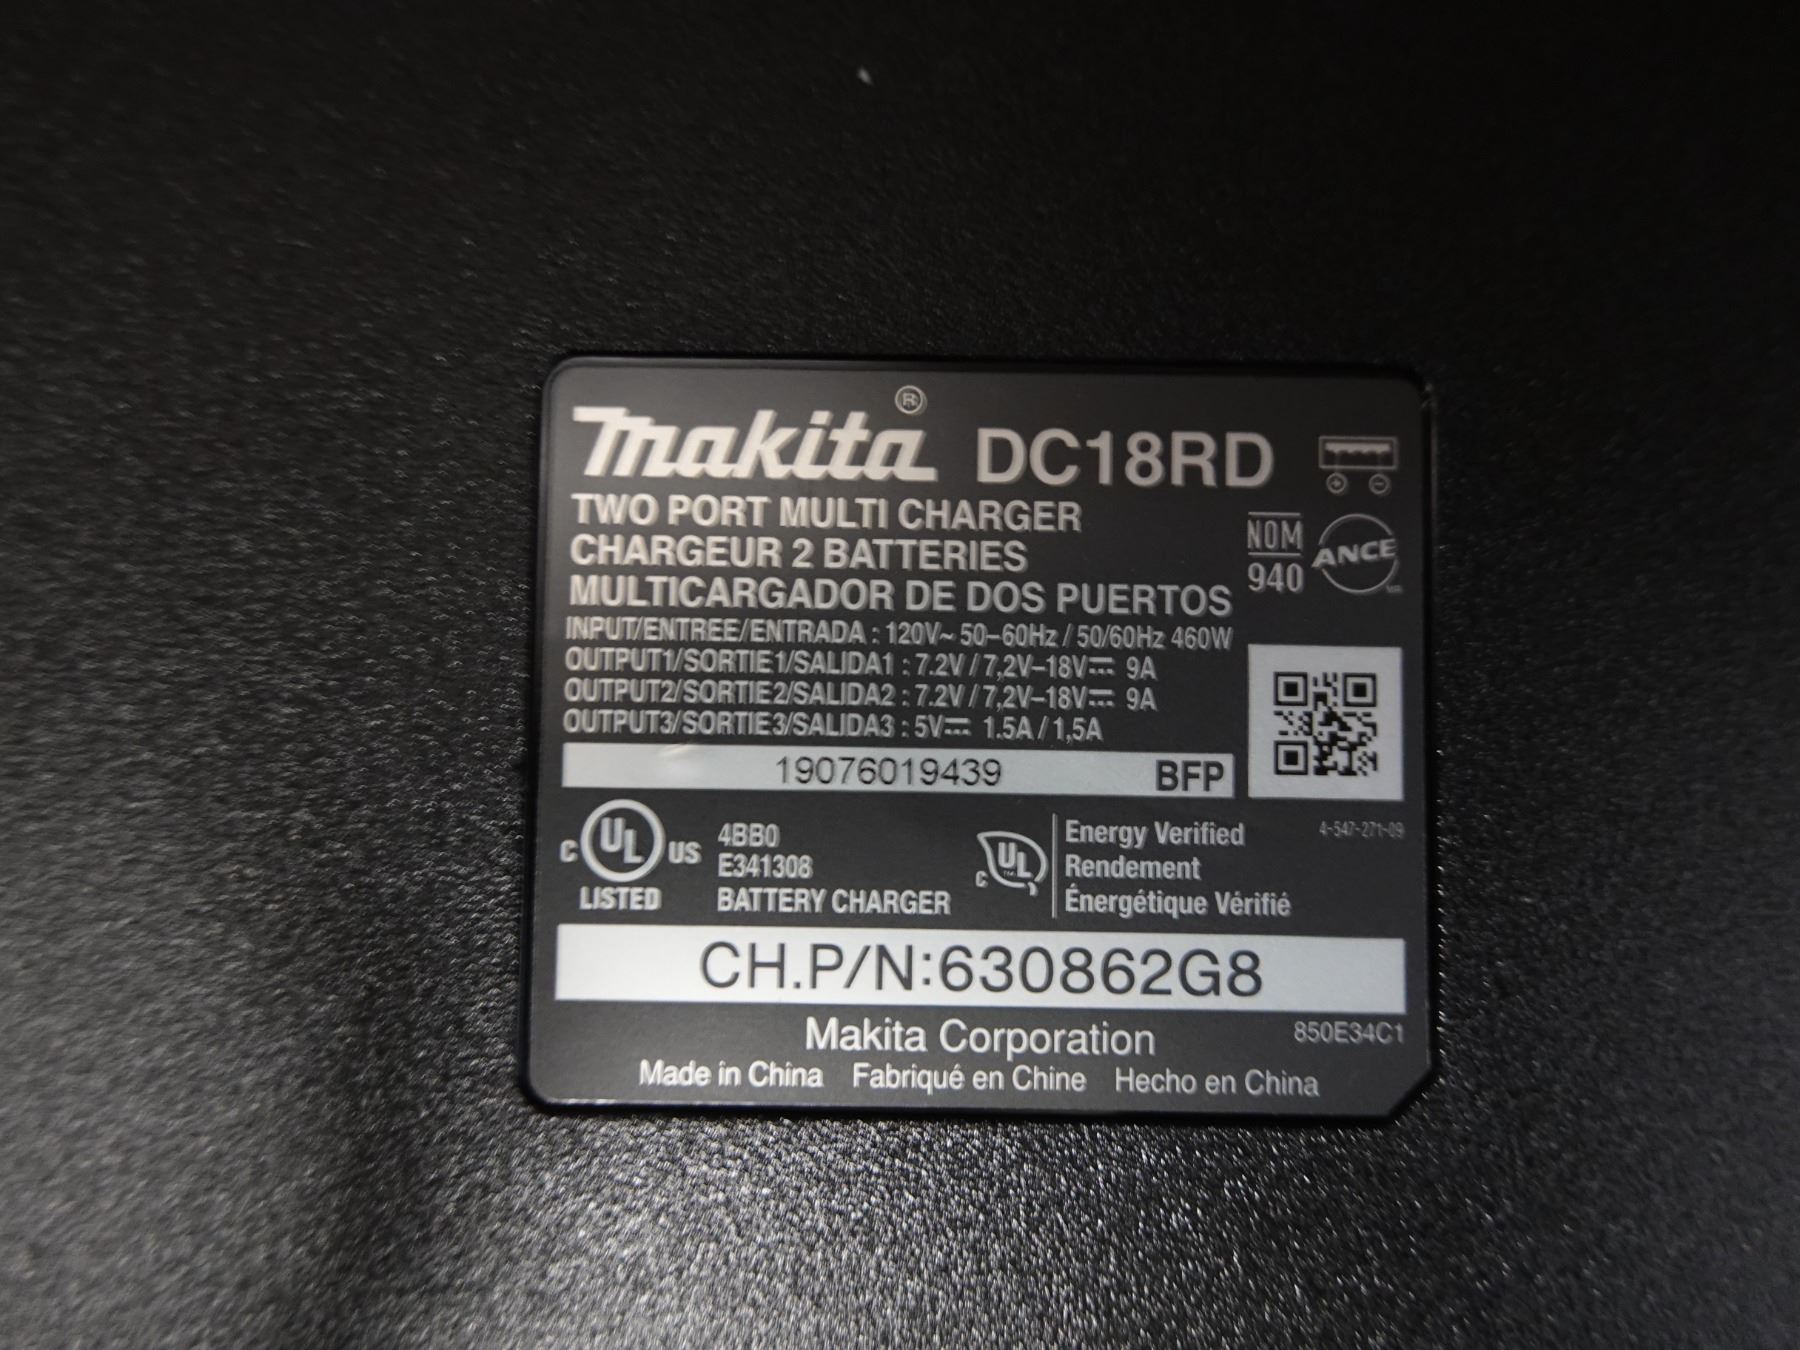 makita® DC18RD
TWO PORT MULTI CHARGER
CHARGEUR 2 BATTERIES
MULTICARGADOR DE DOS PUERTOS
NOM
940
ANCE
INPUT/ENTREE/ENTRADA : 120V~ 50–60Hz / 50/60Hz 460W
OUTPUT1/SORTIE1/SALIDA1 : 7.2V / 7,2V–18V⎓ 9A
OUTPUT2/SORTIE2/SALIDA2 : 7.2V / 7,2V–18V⎓ 9A
OUTPUT3/SORTIE3/SALIDA3 : 5V⎓ 1.5A / 1,5A
19076019439 BFP
C UL US
LISTED
4BB0
E341308
BATTERY CHARGER
C UL
Energy Verified
Rendement
Énergétique Vérifié
4-547-271-09
CH.P/N:630862G8
Makita Corporation
850E34C1
Made in China Fabriqué en Chine Hecho en China